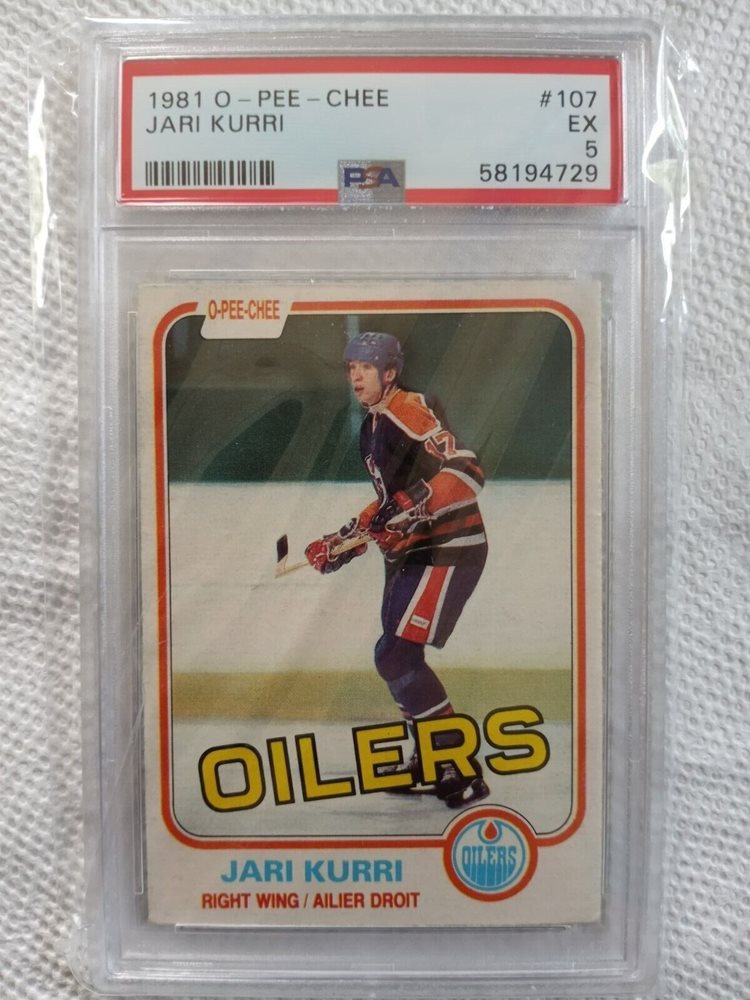 1981 O-PEE-CHEE #107
JARI KURRI EX
5
PSA 58194729
O-PEE-CHEE
OILERS
JARI KURRI
OILERS
RIGHT WING / AILIER DROIT